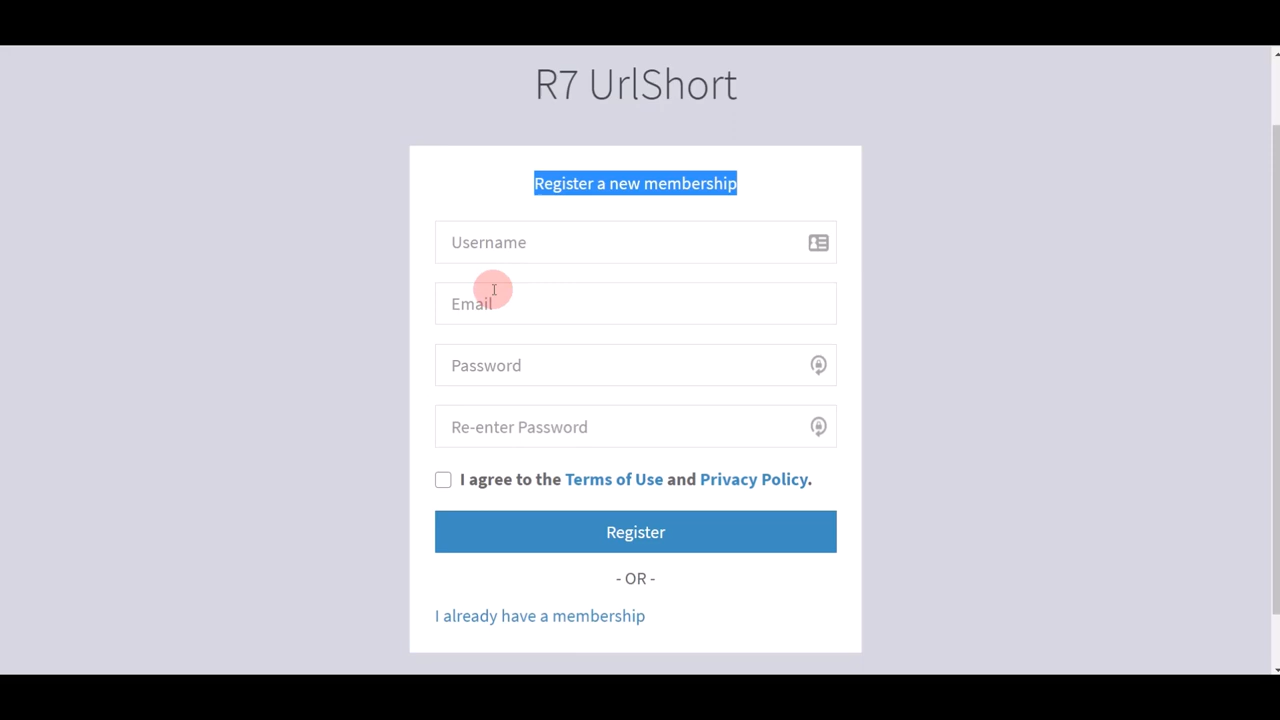 R7 UrlShort
Register a new membership
Username
Email
Password
Re-enter Password
I agree to the Terms of Use and Privacy Policy.
Register
- OR -
I already have a membership